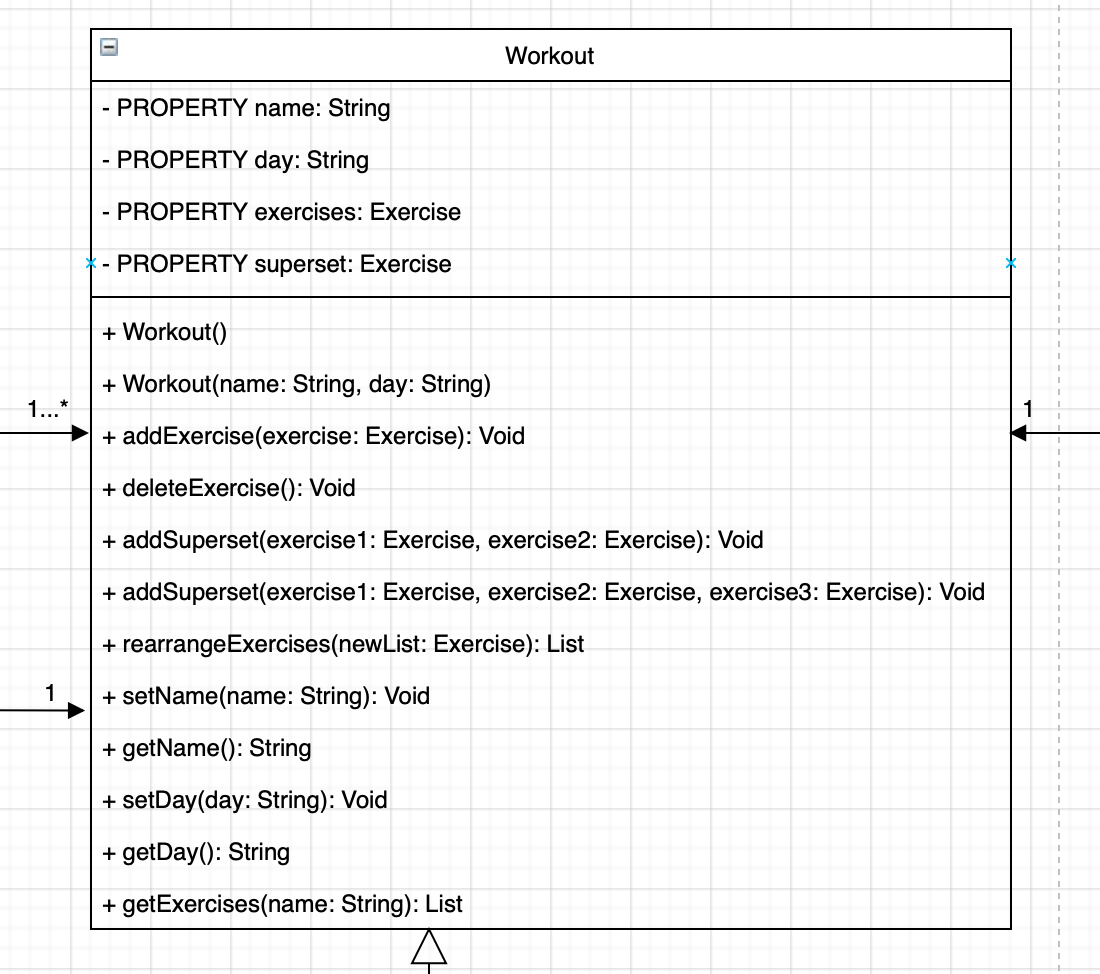 Workout
- PROPERTY name: String
- PROPERTY day: String
- PROPERTY exercises: Exercise
- PROPERTY superset: Exercise
+ Workout()
+ Workout(name: String, day: String)
1...*
1
+ addExercise(exercise: Exercise): Void
+ deleteExercise(): Void
+ addSuperset(exercise1: Exercise, exercise2: Exercise): Void
+ addSuperset(exercise1: Exercise, exercise2: Exercise, exercise3: Exercise): Void
+ rearrangeExercises(newList: Exercise): List
1
+ setName(name: String): Void
+ getName(): String
+ setDay(day: String): Void
+ getDay(): String
+ getExercises(name: String): List